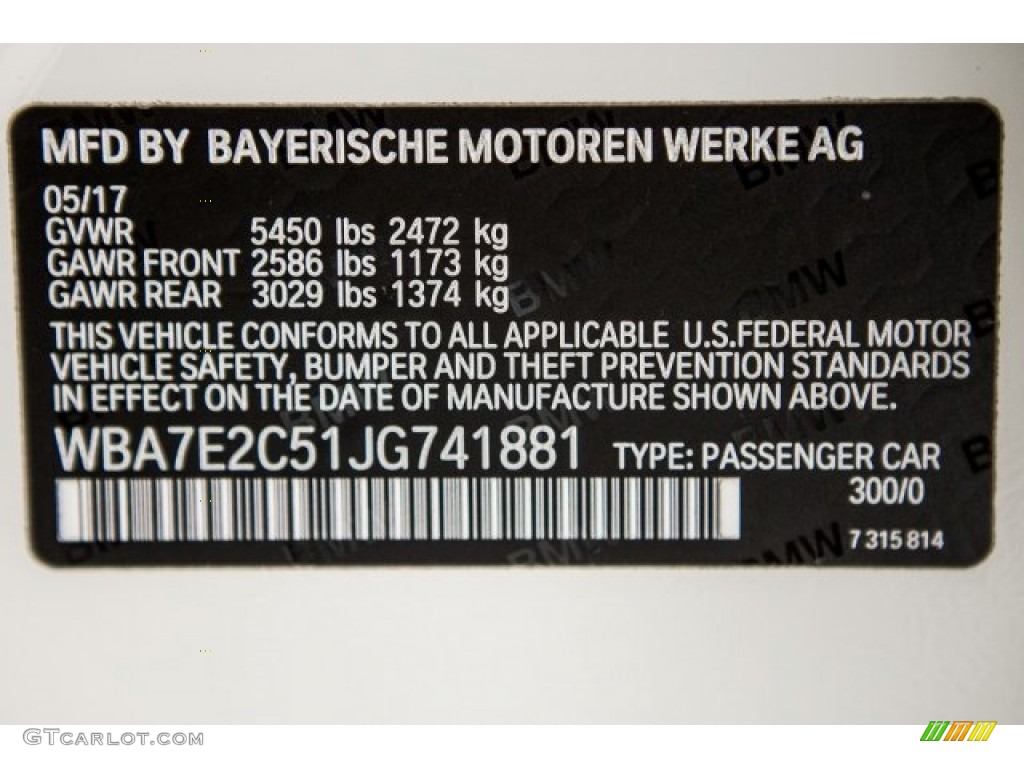 MFD BY BAYERISCHE MOTOREN WERKE AG
05/17
GVWR 5450 lbs 2472 kg
GAWR FRONT 2586 lbs 1173 kg
GAWR REAR 3029 lbs 1374 kg
THIS VEHICLE CONFORMS TO ALL APPLICABLE U.S.FEDERAL MOTOR
VEHICLE SAFETY, BUMPER AND THEFT PREVENTION STANDARDS
IN EFFECT ON THE DATE OF MANUFACTURE SHOWN ABOVE.
WBA7E2C51JG741881 TYPE: PASSENGER CAR
300/0
7 315 814
GTCARLOT.COM